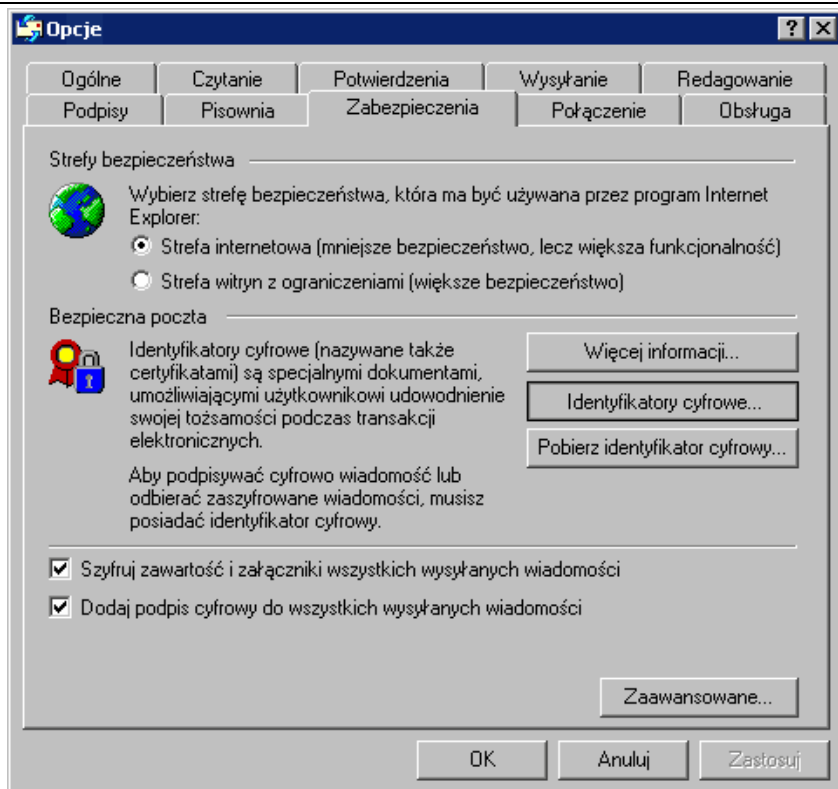 Opcje
Ogólne Czytanie Potwierdzenia Wysyłanie Redagowanie
Podpisy Pisownia Zabezpieczenia Połączenie Obsługa
Strefy bezpieczeństwa
Wybierz strefę bezpieczeństwa, która ma być używana przez program Internet
Explorer:
Strefa internetowa (mniejsze bezpieczeństwo, lecz większa funkcjonalność)
Strefa witryn z ograniczeniami (większe bezpieczeństwo)
Bezpieczna poczta
Identyfikatory cyfrowe (nazywane także
certyfikatami) są specjalnymi dokumentami,
umożliwiającymi użytkownikowi udowodnienie
swojej tożsamości podczas transakcji
elektronicznych.
Więcej informacji...
Identyfikatory cyfrowe...
Pobierz identyfikator cyfrowy...
Aby podpisywać cyfrowo wiadomość lub
odbierać zaszyfrowane wiadomości, musisz
posiadać identyfikator cyfrowy.
Szyfruj zawartość i załączniki wszystkich wysyłanych wiadomości
Dodaj podpis cyfrowy do wszystkich wysyłanych wiadomości
Zaawansowane...
OK Anuluj Zastosuj